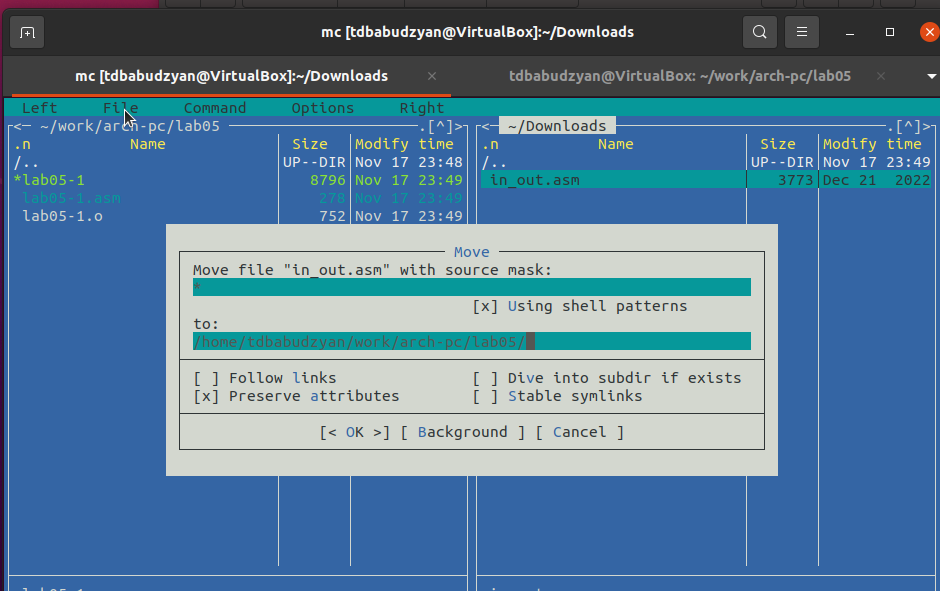 mc [tdbabudzyan@VirtualBox]:~/Downloads
mc [tdbabudzyan@VirtualBox]:~/Downloads × tdbabudzyan@VirtualBox: ~/work/arch-pc/lab05 ×
Left File Command Options Right
<─ ~/work/arch-pc/lab05 ─.[^]>
.n Name Size Modify time
/.. UP--DIR Nov 17 23:48
*lab05-1 8796 Nov 17 23:49
lab05-1.asm 278 Nov 17 23:49
lab05-1.o 752 Nov 17 23:49
<─ ~/Downloads ─.[^]>
.n Name Size Modify time
/.. UP--DIR Nov 17 23:49
in_out.asm 3773 Dec 21 2022
Move
Move file "in_out.asm" with source mask:
*
[x] Using shell patterns
to:
/home/tdbabudzyan/work/arch-pc/lab05/
[ ] Follow links [ ] Dive into subdir if exists
[x] Preserve attributes [ ] Stable symlinks
[< OK >] [ Background ] [ Cancel ]